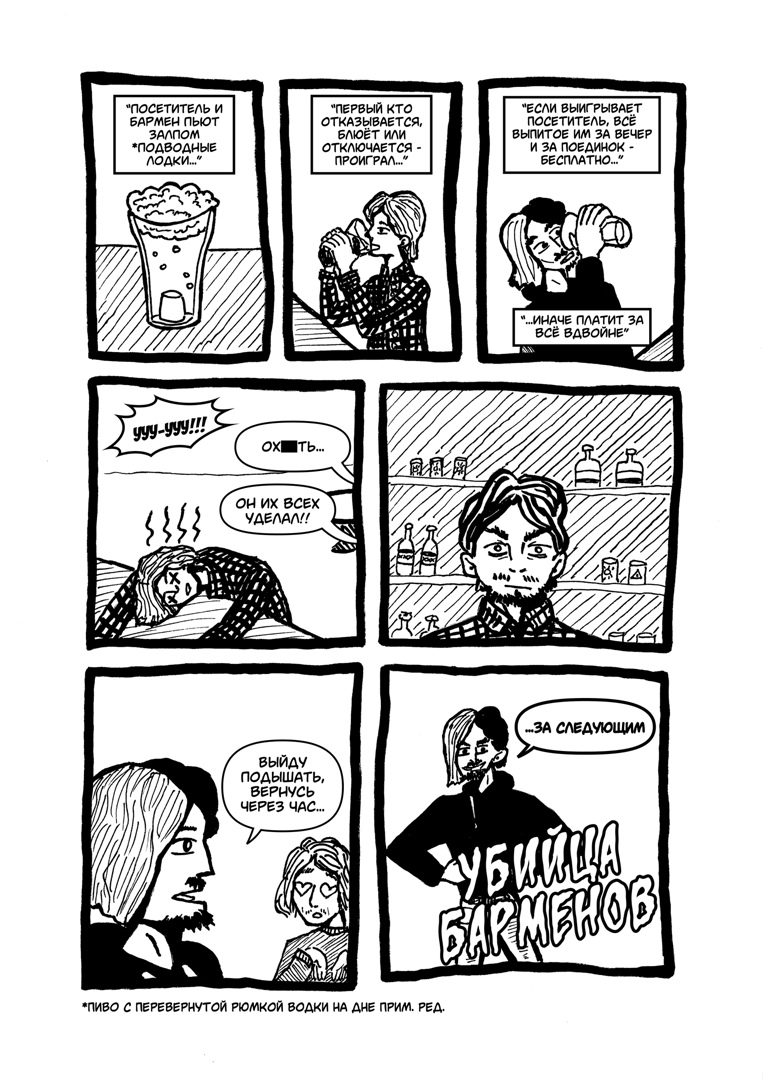 "ПОСЕТИТЕЛЬ И
БАРМЕН ПЬЮТ
ЗАЛПОМ
*ПОДВОДНЫЕ
ЛОДКИ..."
"ПЕРВЫЙ КТО
ОТКАЗЫВАЕТСЯ,
БЛЮЁТ ИЛИ
ОТКЛЮЧАЕТСЯ -
ПРОИГРАЛ..."
"ЕСЛИ ВЫИГРЫВАЕТ
ПОСЕТИТЕЛЬ, ВСЁ
ВЫПИТОЕ ИМ ЗА ВЕЧЕР
И ЗА ПОЕДИНОК -
БЕСПЛАТНО..."
"...ИНАЧЕ ПЛАТИТ ЗА
ВСЁ ВДВОЙНЕ"
УУУ-УУУ!!!
ОХ■ТЬ...
ОН ИХ ВСЕХ
УДЕЛАЛ!!
ВЫЙДУ
ПОДЫШАТЬ,
ВЕРНУСЬ
ЧЕРЕЗ ЧАС...
...ЗА СЛЕДУЮЩИМ
УБИЙЦА
БАРМЕНОВ
*ПИВО С ПЕРЕВЕРНУТОЙ РЮМКОЙ ВОДКИ НА ДНЕ ПРИМ. РЕД.